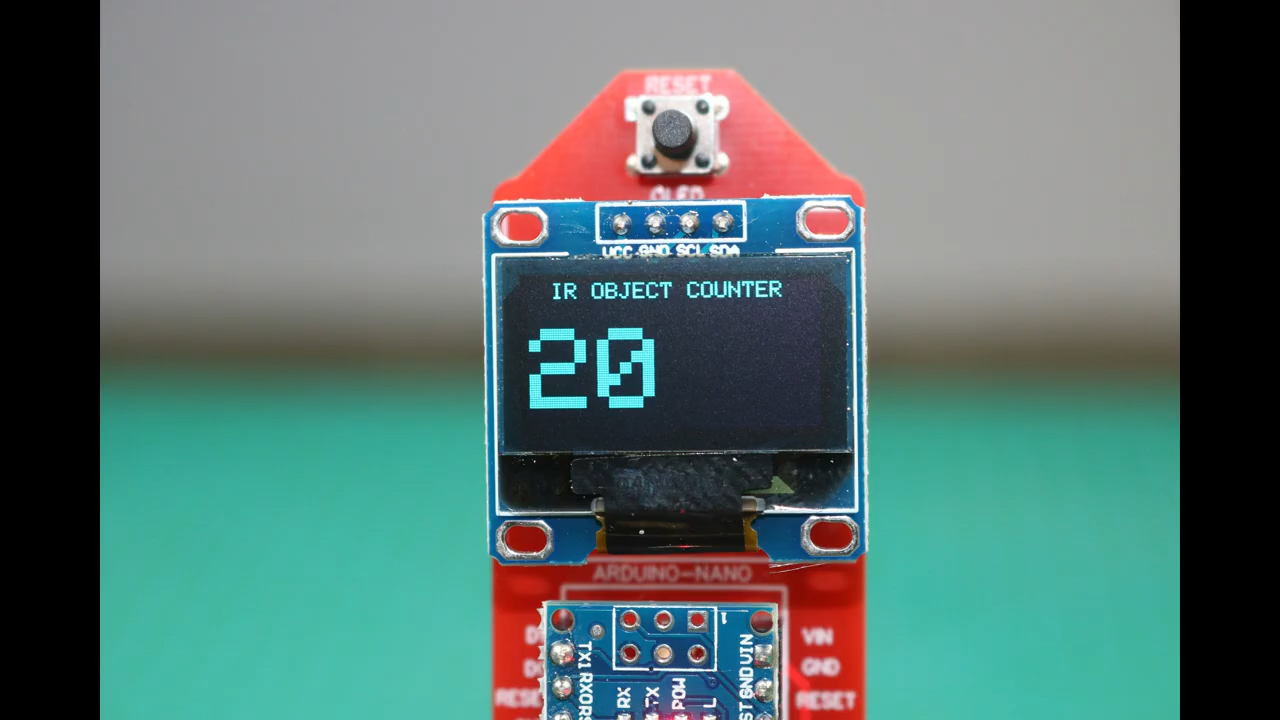 RESET
OLED
VCC GND SCL SDA
IR OBJECT COUNTER
20
ARDUINO-NANO
VIN
GND
RESET
TX1
RX
TX
POW
L
GND VIN